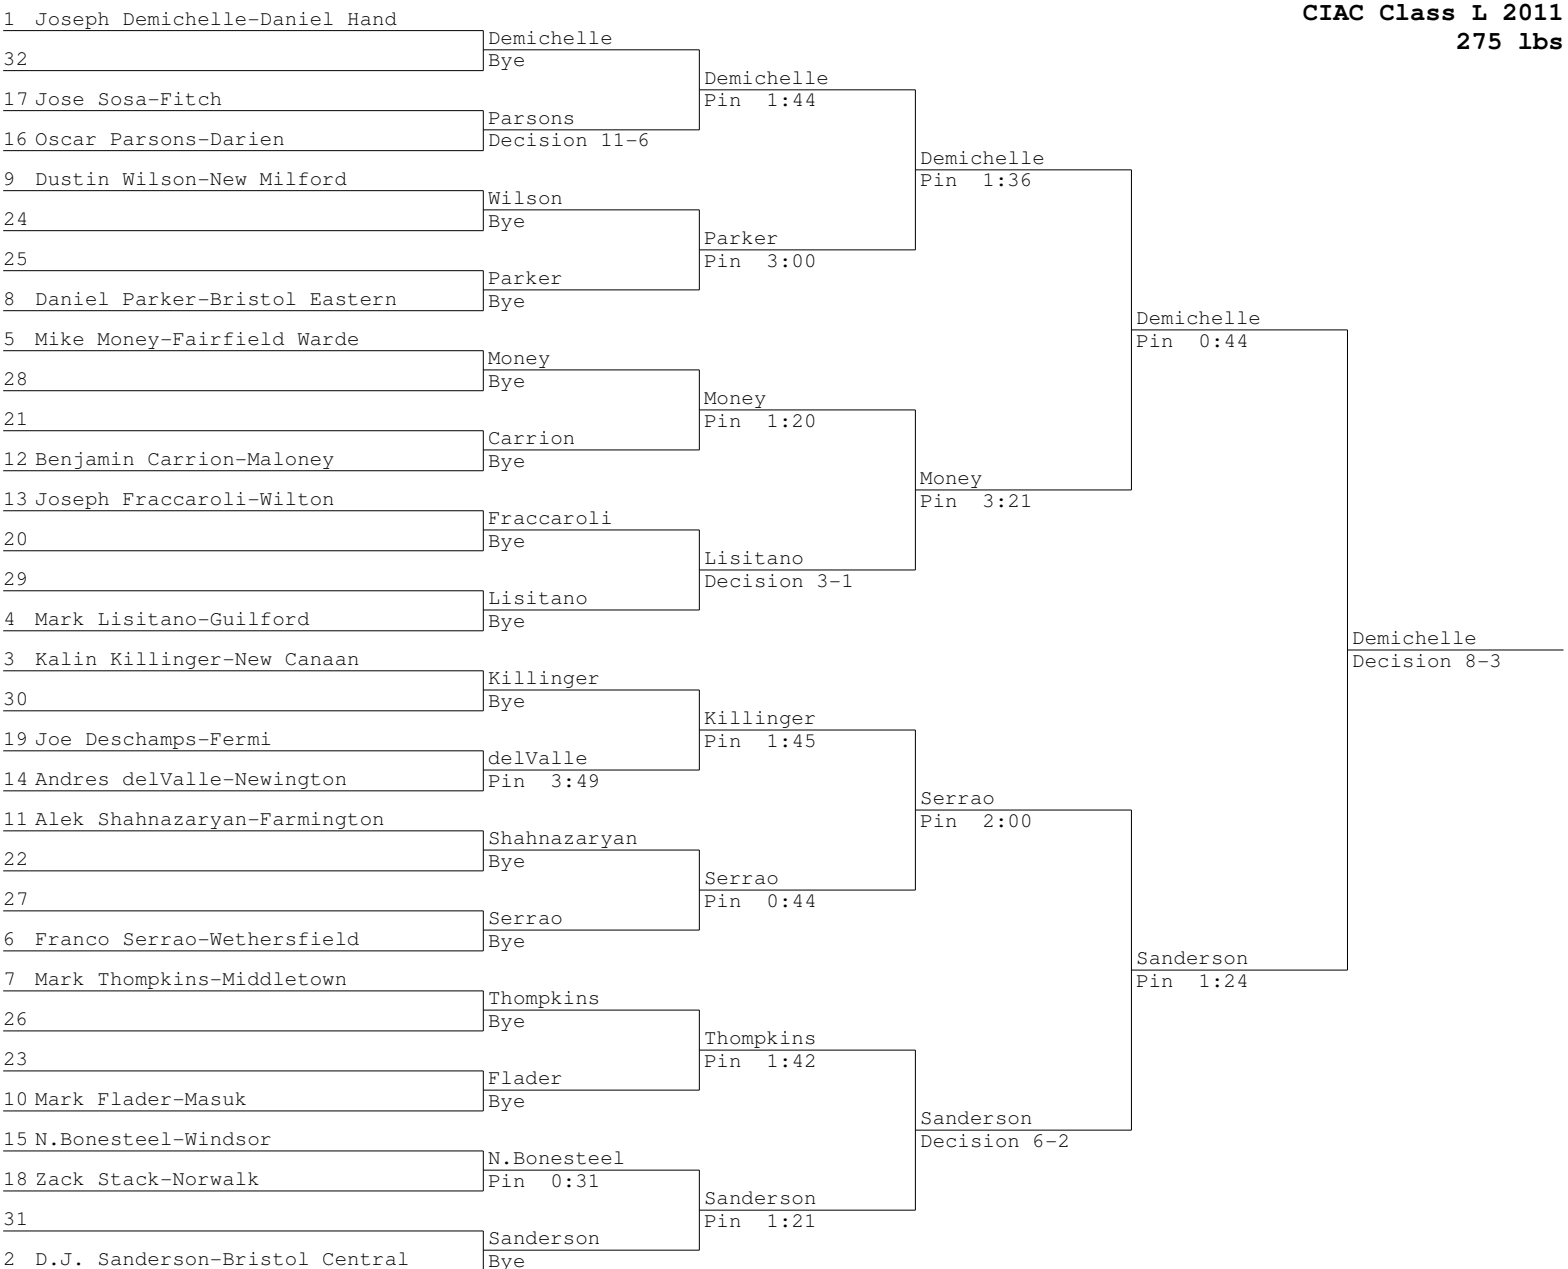 CIAC Class L 2011
275 lbs
1 Joseph Demichelle-Daniel Hand
32
17 Jose Sosa-Fitch
16 Oscar Parsons-Darien
9 Dustin Wilson-New Milford
24
25
8 Daniel Parker-Bristol Eastern
5 Mike Money-Fairfield Warde
28
21
12 Benjamin Carrion-Maloney
13 Joseph Fraccaroli-Wilton
20
29
4 Mark Lisitano-Guilford
3 Kalin Killinger-New Canaan
30
19 Joe Deschamps-Fermi
14 Andres delValle-Newington
11 Alek Shahnazaryan-Farmington
22
27
6 Franco Serrao-Wethersfield
7 Mark Thompkins-Middletown
26
23
10 Mark Flader-Masuk
15 N.Bonesteel-Windsor
18 Zack Stack-Norwalk
31
2 D.J. Sanderson-Bristol Central
Demichelle
Bye
Parsons
Decision 11-6
Wilson
Bye
Parker
Bye
Money
Bye
Carrion
Bye
Fraccaroli
Bye
Lisitano
Bye
Killinger
Bye
delValle
Pin 3:49
Shahnazaryan
Bye
Serrao
Bye
Thompkins
Bye
Flader
Bye
N.Bonesteel
Pin 0:31
Sanderson
Bye
Demichelle
Pin 1:44
Parker
Pin 3:00
Money
Pin 1:20
Lisitano
Decision 3-1
Killinger
Pin 1:45
Serrao
Pin 0:44
Thompkins
Pin 1:42
Sanderson
Pin 1:21
Demichelle
Pin 1:36
Money
Pin 3:21
Serrao
Pin 2:00
Sanderson
Decision 6-2
Demichelle
Pin 0:44
Sanderson
Pin 1:24
Demichelle
Decision 8-3